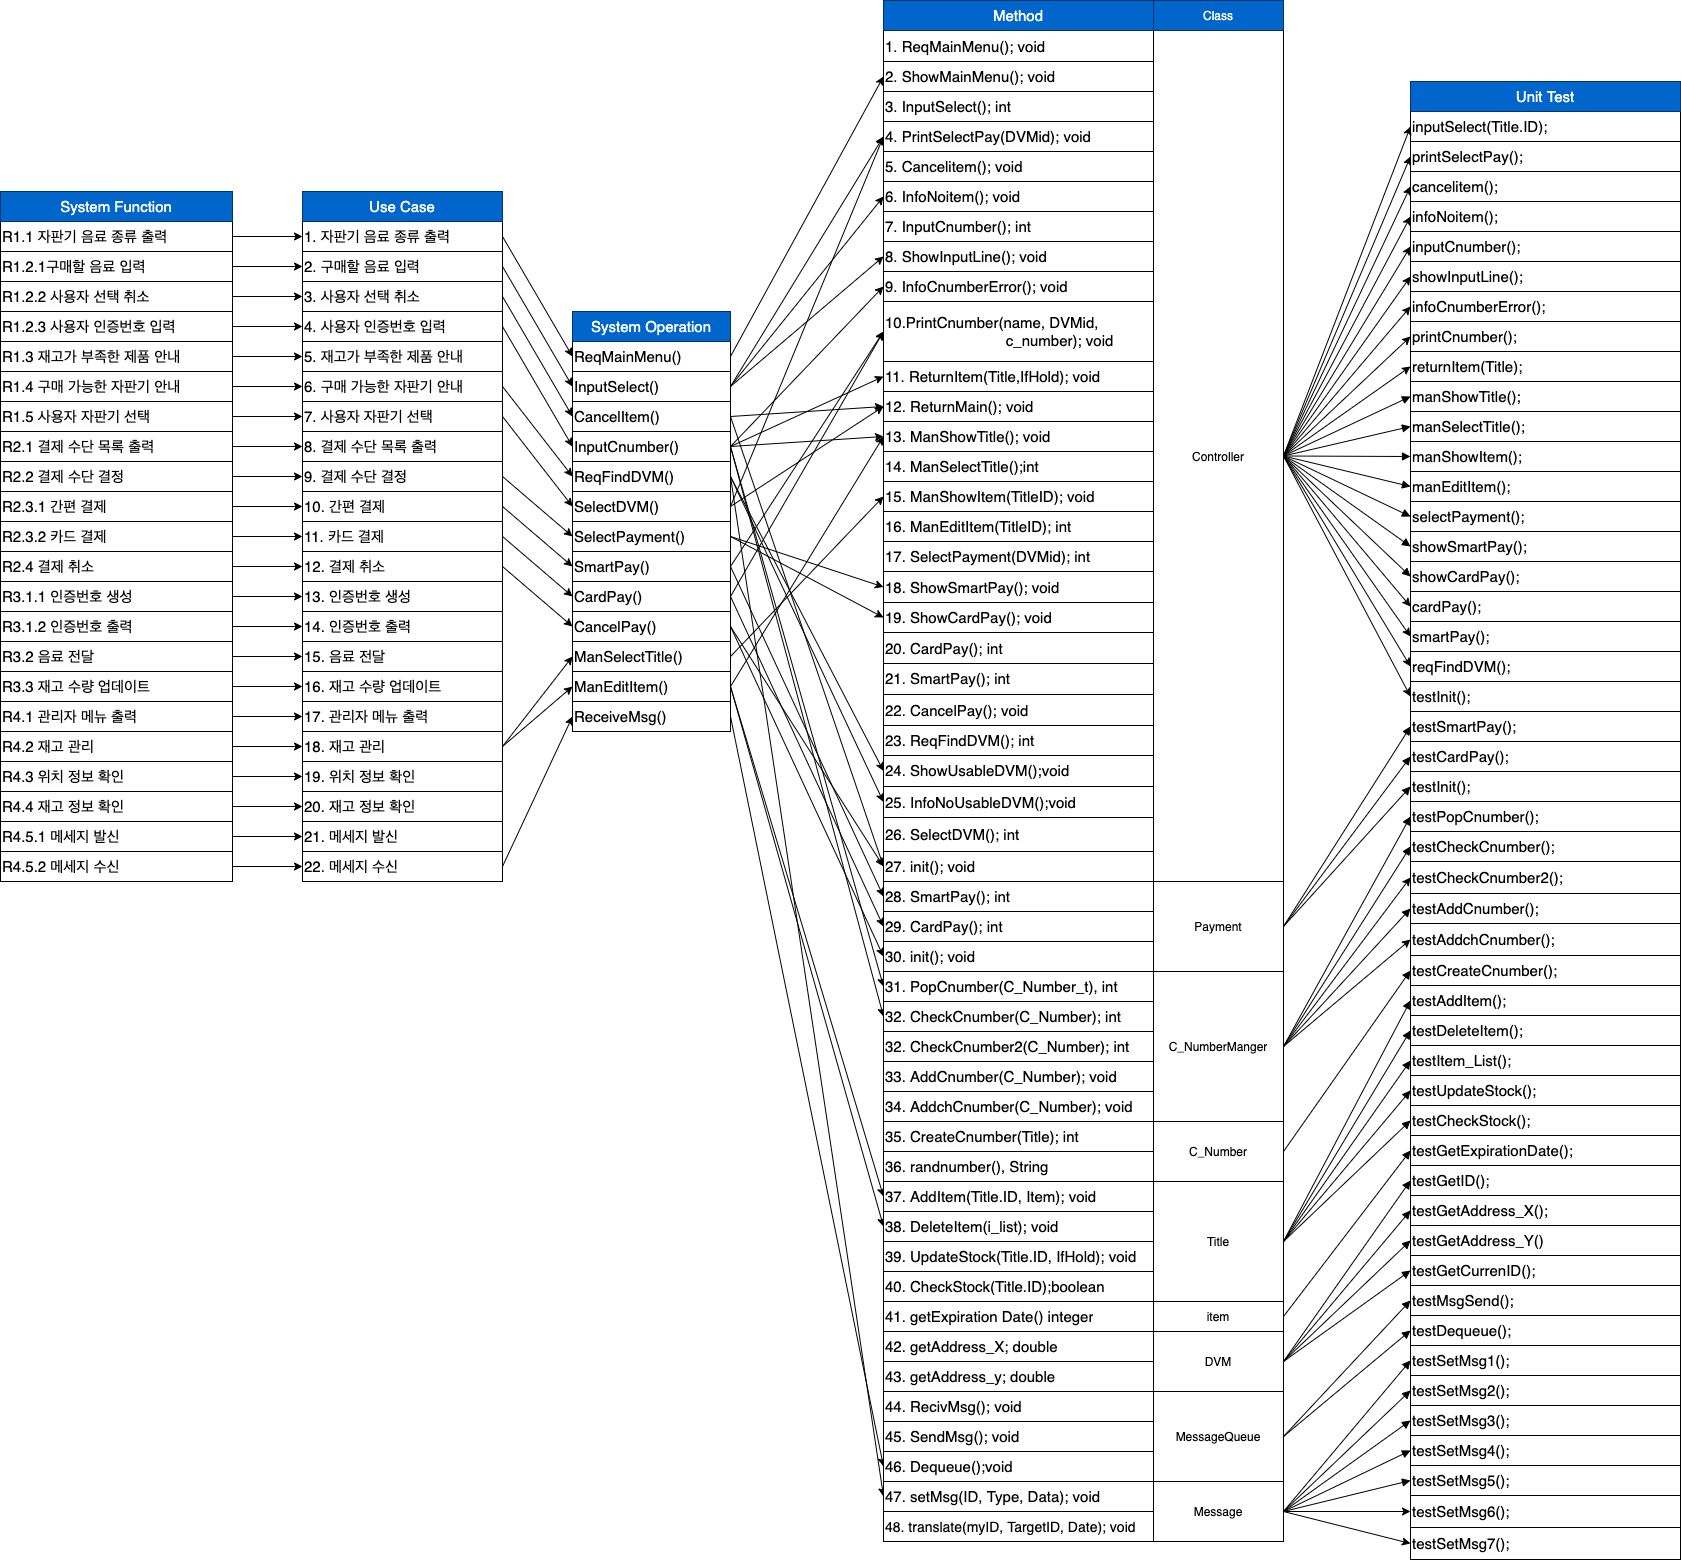 System Function
R1.1 자판기 음료 종류 출력
R1.2.1구매할 음료 입력
R1.2.2 사용자 선택 취소
R1.2.3 사용자 인증번호 입력
R1.3 재고가 부족한 제품 안내
R1.4 구매 가능한 자판기 안내
R1.5 사용자 자판기 선택
R2.1 결제 수단 목록 출력
R2.2 결제 수단 결정
R2.3.1 간편 결제
R2.3.2 카드 결제
R2.4 결제 취소
R3.1.1 인증번호 생성
R3.1.2 인증번호 출력
R3.2 음료 전달
R3.3 재고 수량 업데이트
R4.1 관리자 메뉴 출력
R4.2 재고 관리
R4.3 위치 정보 확인
R4.4 재고 정보 확인
R4.5.1 메세지 발신
R4.5.2 메세지 수신
Use Case
1. 자판기 음료 종류 출력
2. 구매할 음료 입력
3. 사용자 선택 취소
4. 사용자 인증번호 입력
5. 재고가 부족한 제품 안내
6. 구매 가능한 자판기 안내
7. 사용자 자판기 선택
8. 결제 수단 목록 출력
9. 결제 수단 결정
10. 간편 결제
11. 카드 결제
12. 결제 취소
13. 인증번호 생성
14. 인증번호 출력
15. 음료 전달
16. 재고 수량 업데이트
17. 관리자 메뉴 출력
18. 재고 관리
19. 위치 정보 확인
20. 재고 정보 확인
21. 메세지 발신
22. 메세지 수신
System Operation
ReqMainMenu()
InputSelect()
CancelItem()
InputCnumber()
ReqFindDVM()
SelectDVM()
SelectPayment()
SmartPay()
CardPay()
CancelPay()
ManSelectTitle()
ManEditItem()
ReceiveMsg()
Method
1. ReqMainMenu(); void
2. ShowMainMenu(); void
3. InputSelect(); int
4. PrintSelectPay(DVMid); void
5. Cancelitem(); void
6. InfoNoitem(); void
7. InputCnumber(); int
8. ShowInputLine(); void
9. InfoCnumberError(); void
10.PrintCnumber(name, DVMid,
c_number); void
11. ReturnItem(Title,IfHold); void
12. ReturnMain(); void
13. ManShowTitle(); void
14. ManSelectTitle();int
15. ManShowItem(TitleID); void
16. ManEditItem(TitleID); int
17. SelectPayment(DVMid); int
18. ShowSmartPay(); void
19. ShowCardPay(); void
20. CardPay(); int
21. SmartPay(); int
22. CancelPay(); void
23. ReqFindDVM(); int
24. ShowUsableDVM();void
25. InfoNoUsableDVM();void
26. SelectDVM(); int
27. init(); void
28. SmartPay(); int
29. CardPay(); int
30. init(); void
31. PopCnumber(C_Number_t), int
32. CheckCnumber(C_Number); int
32. CheckCnumber2(C_Number); int
33. AddCnumber(C_Number); void
34. AddchCnumber(C_Number); void
35. CreateCnumber(Title); int
36. randnumber(), String
37. AddItem(Title.ID, Item); void
38. DeleteItem(i_list); void
39. UpdateStock(Title.ID, IfHold); void
40. CheckStock(Title.ID);boolean
41. getExpiration Date() integer
42. getAddress_X; double
43. getAddress_y; double
44. RecivMsg(); void
45. SendMsg(); void
46. Dequeue();void
47. setMsg(ID, Type, Data); void
48. translate(myID, TargetID, Date); void
Class
Controller
Payment
C_NumberManger
C_Number
Title
item
DVM
MessageQueue
Message
Unit Test
inputSelect(Title.ID);
printSelectPay();
cancelitem();
infoNoitem();
inputCnumber();
showInputLine();
infoCnumberError();
printCnumber();
returnItem(Title);
manShowTitle();
manSelectTitle();
manShowItem();
manEditItem();
selectPayment();
showSmartPay();
showCardPay();
cardPay();
smartPay();
reqFindDVM();
testInit();
testSmartPay();
testCardPay();
testInit();
testPopCnumber();
testCheckCnumber();
testCheckCnumber2();
testAddCnumber();
testAddchCnumber();
testCreateCnumber();
testAddItem();
testDeleteItem();
testItem_List();
testUpdateStock();
testCheckStock();
testGetExpirationDate();
testGetID();
testGetAddress_X();
testGetAddress_Y()
testGetCurrenID();
testMsgSend();
testDequeue();
testSetMsg1();
testSetMsg2();
testSetMsg3();
testSetMsg4();
testSetMsg5();
testSetMsg6();
testSetMsg7();